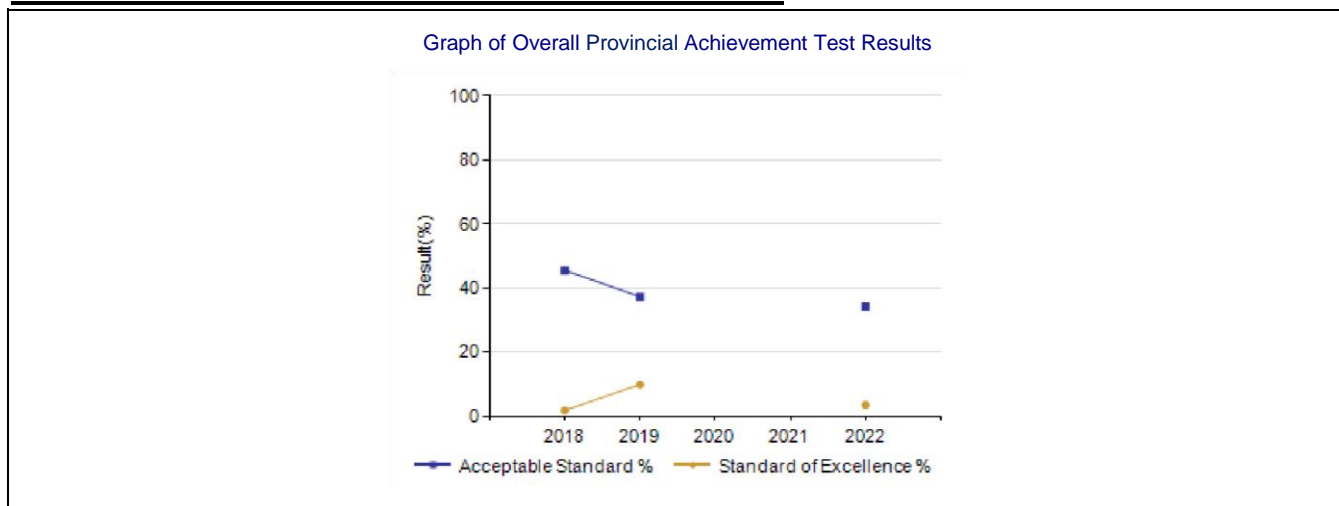 Graph of Overall Provincial Achievement Test Results
100
80
60
40
20
0
Result(%)
2018 2019 2020 2021 2022
Acceptable Standard % Standard of Excellence %